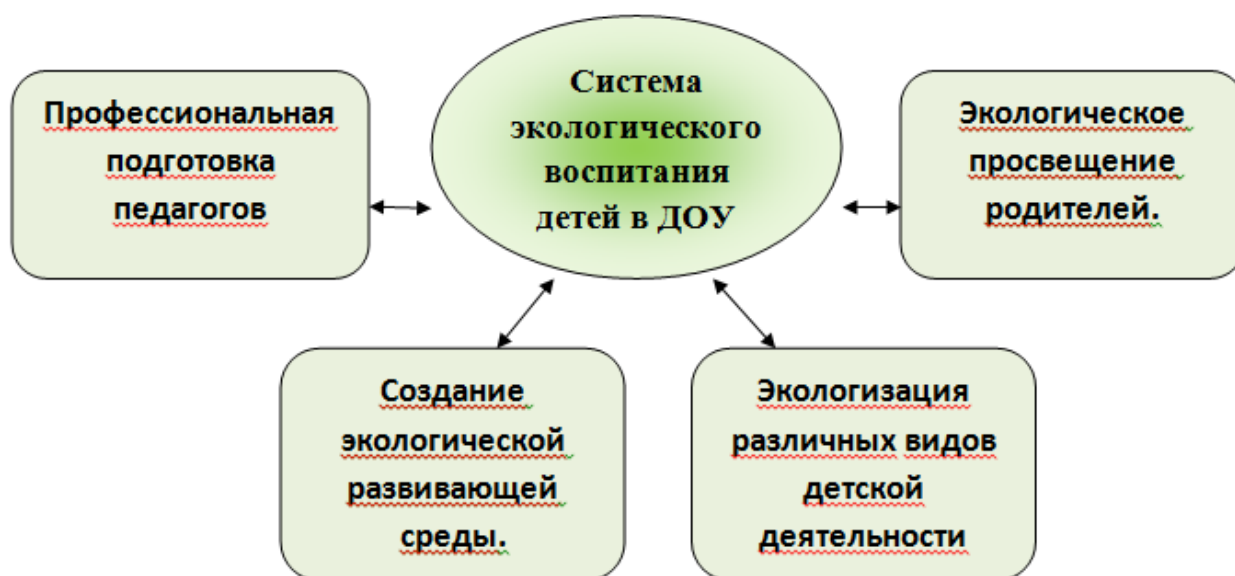 Система
экологического
воспитания
детей в ДОУ
Профессиональная
подготовка
педагогов
Экологическое
просвещение
родителей.
Создание
экологической
развивающей
среды.
Экологизация
различных видов
детской
деятельности